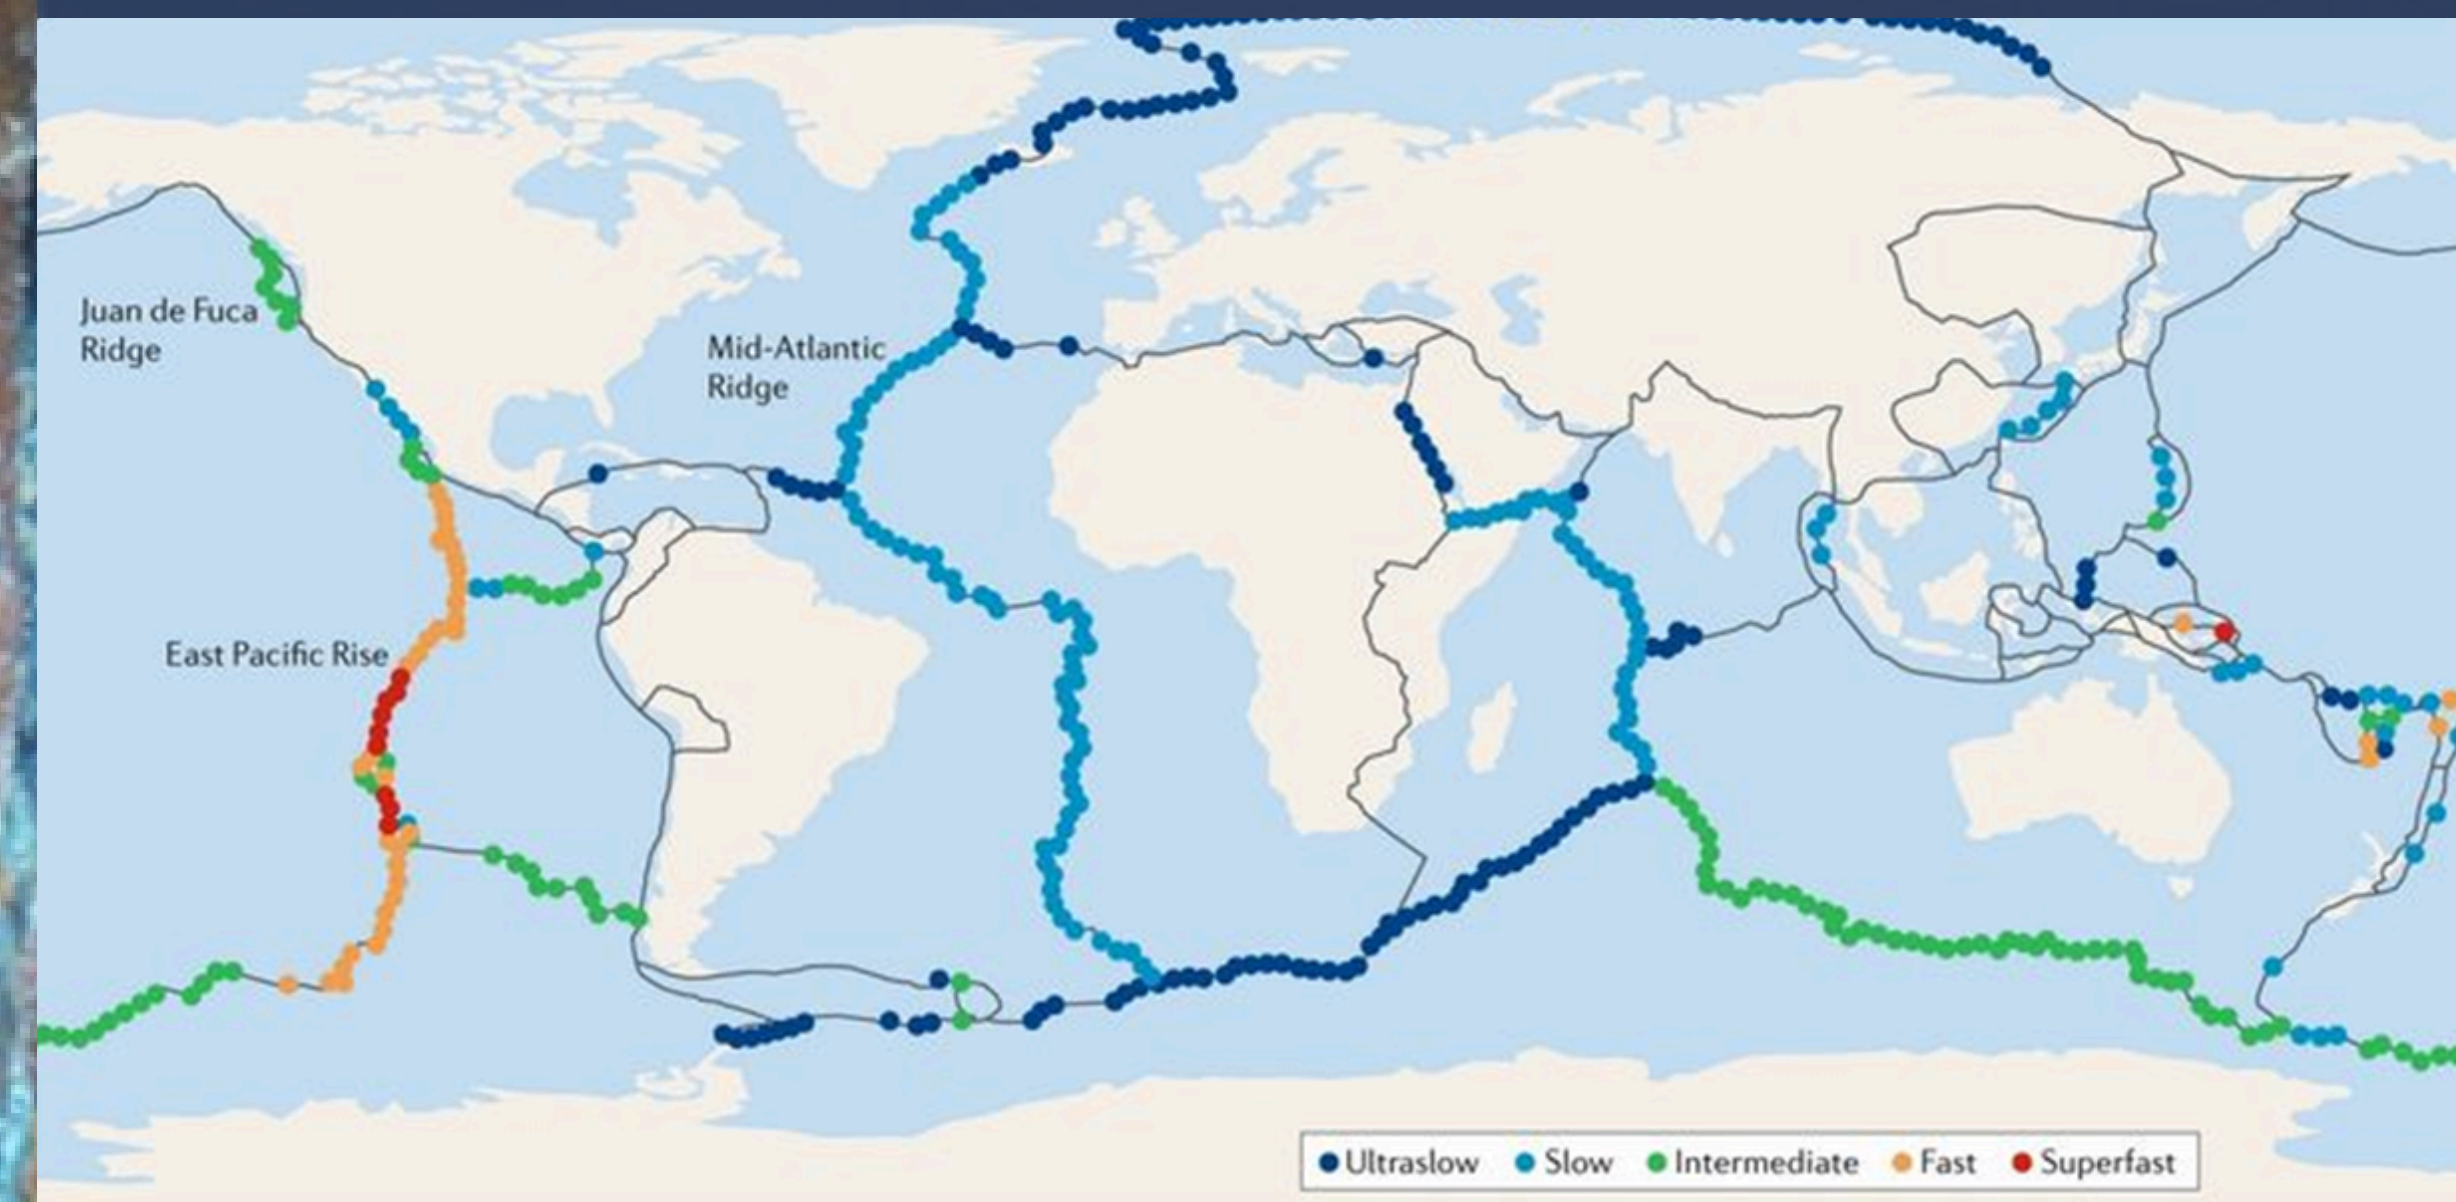 Juan de Fuca
Ridge
Mid-Atlantic
Ridge
East Pacific Rise
Ultraslow Slow Intermediate Fast Superfast